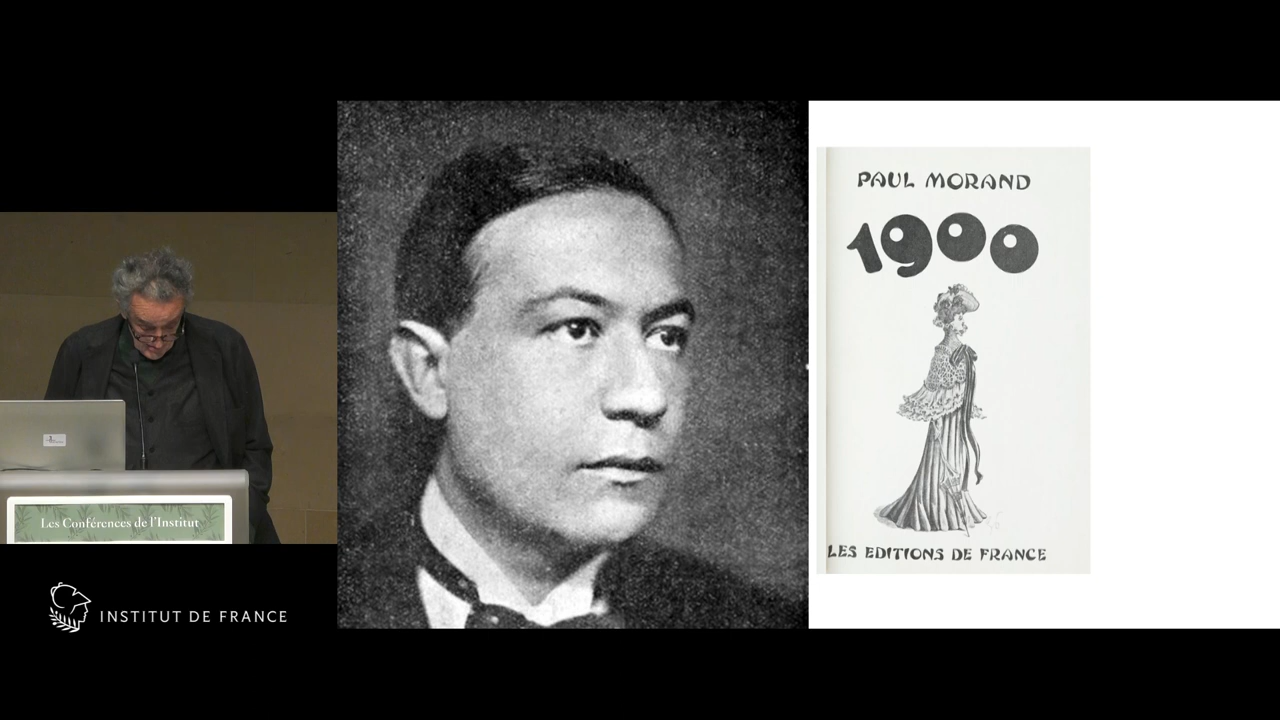 PAUL MORAND
1900
LES EDITIONS DE FRANCE
Les Conférences de l'Institut
INSTITUT DE FRANCE